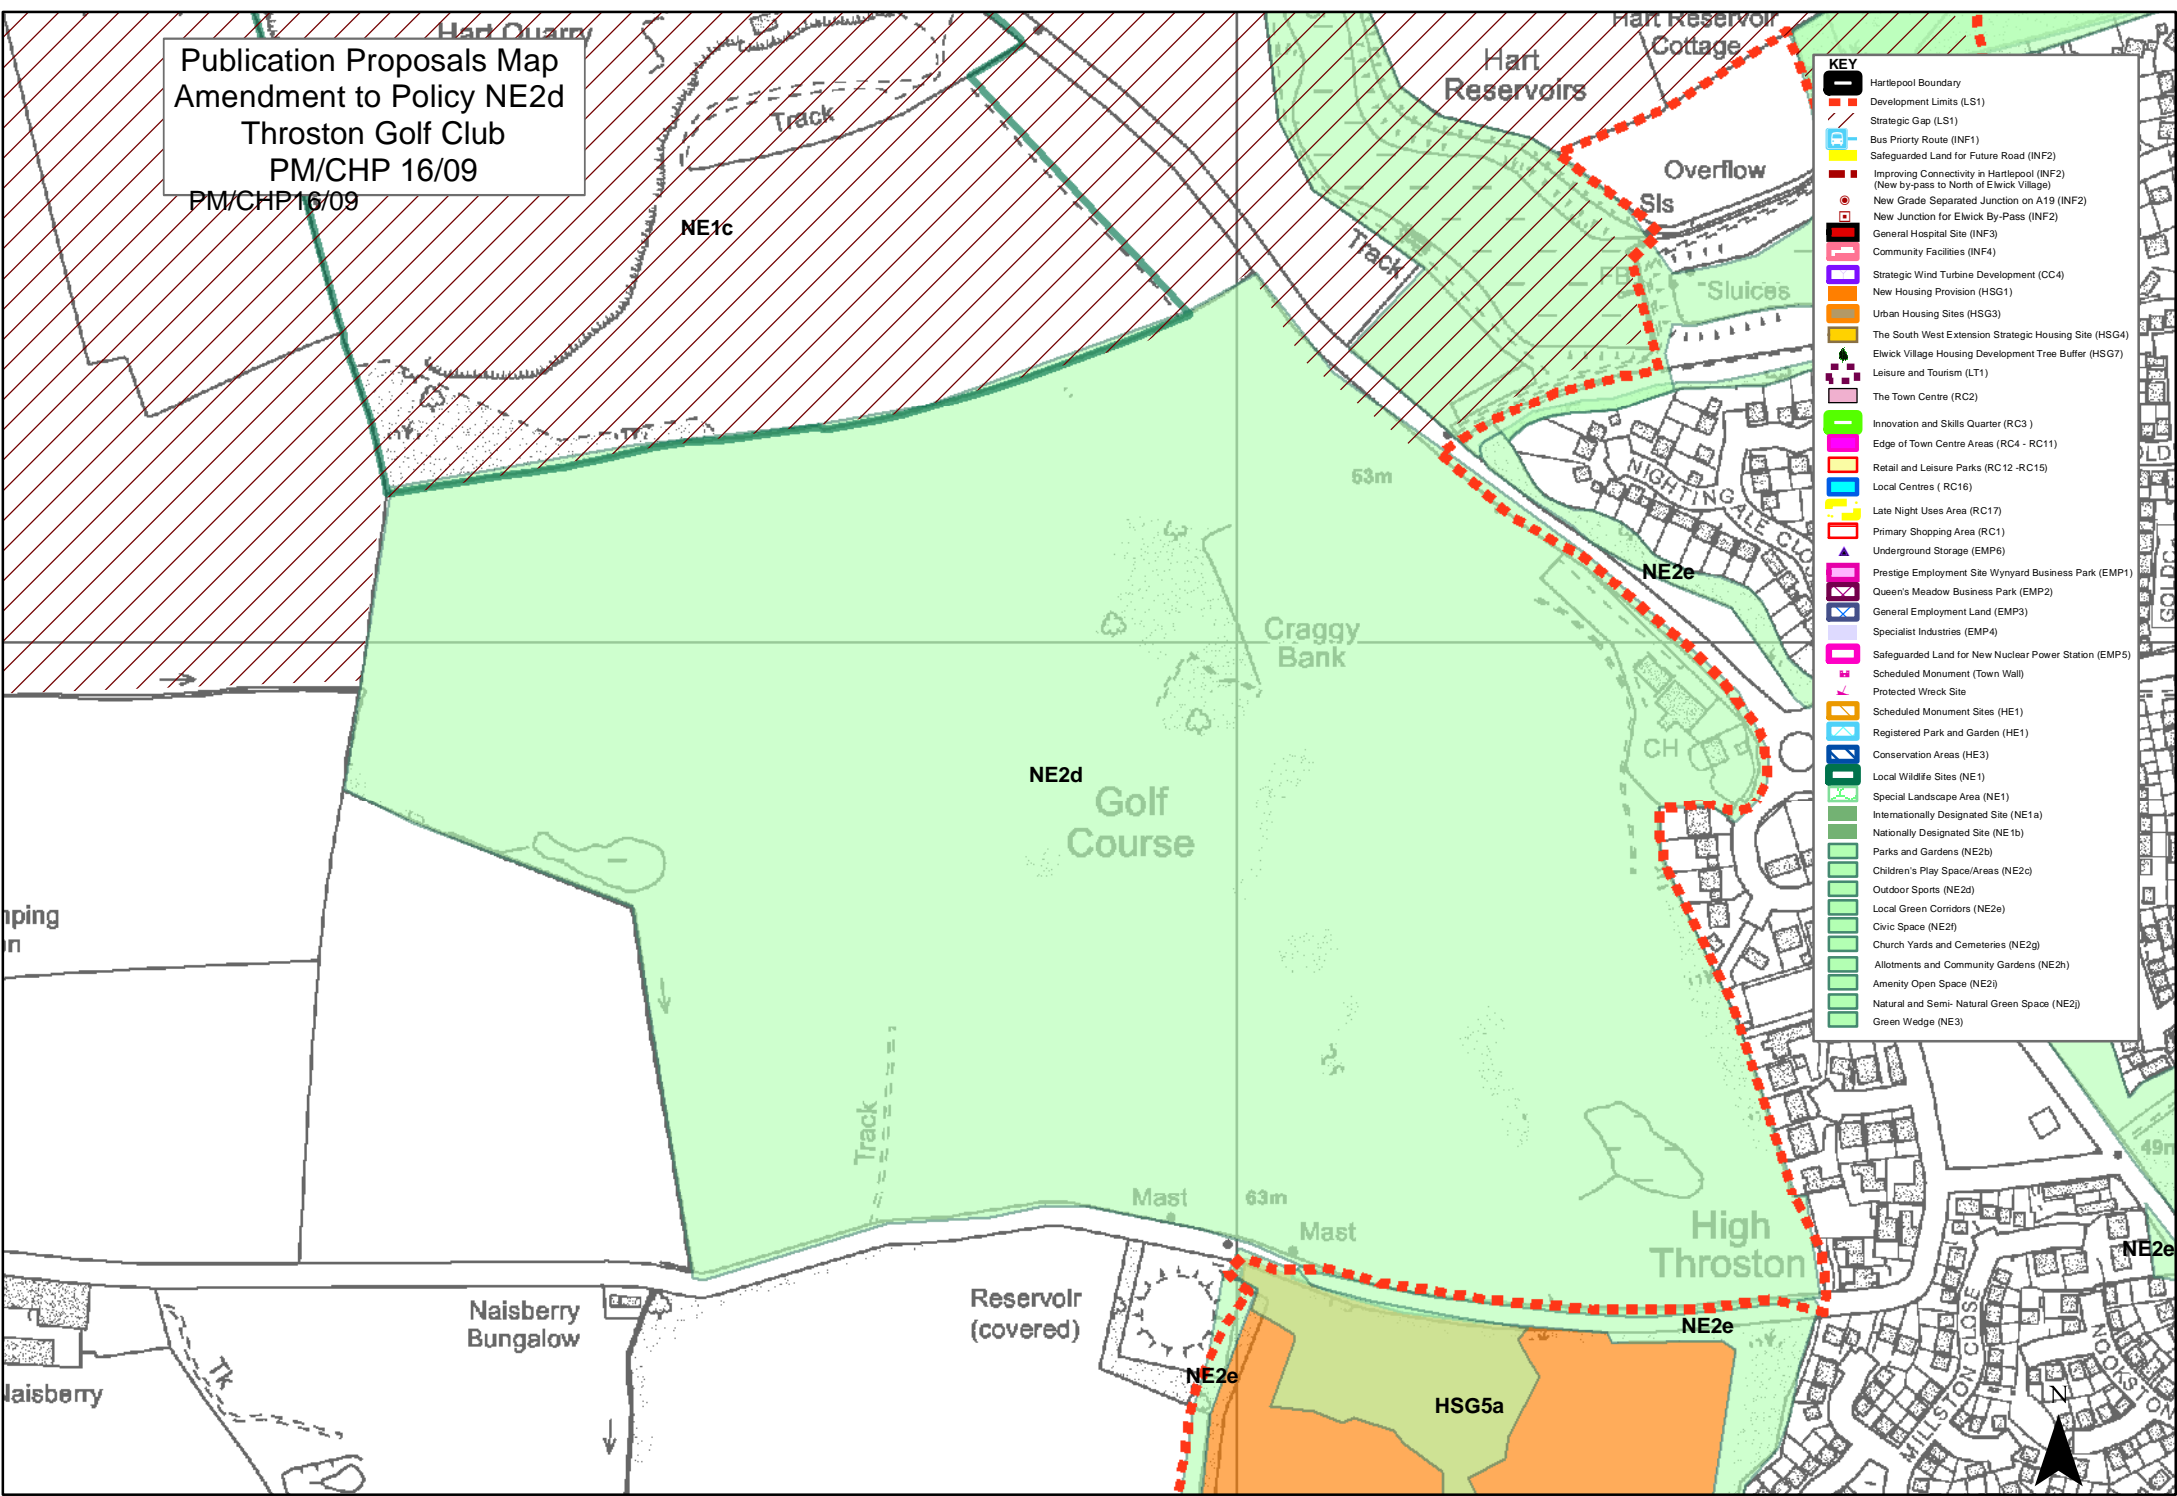 Publication Proposals Map
Amendment to Policy NE2d
Throston Golf Club
PM/CHP 16/09
PM/CHP16/09
Hart Quarry
Track
NE1c
Hart
Reservoirs
Hart Reservoir
Cottage
Overflow
Sls
Track
FB
Sluices
53m
NIGHTINGALE CLO
NE2e
Craggy
Bank
CH
NE2d
Golf
Course
Track
Mast
63m
Mast
High
Throston
Reservoir
(covered)
Naisberry
Bungalow
Naisberry
Tk
NE2e
NE2e
HSG5a
NE2e
MILLSTON CLOSE
NOOKS
49m
GOLDC
N
KEY
Hartlepool Boundary
Development Limits (LS1)
Strategic Gap (LS1)
Bus Priorty Route (INF1)
Safeguarded Land for Future Road (INF2)
Improving Connectivity in Hartlepool (INF2)
(New by-pass to North of Elwick Village)
New Grade Separated Junction on A19 (INF2)
New Junction for Elwick By-Pass (INF2)
General Hospital Site (INF3)
Community Facilities (INF4)
Strategic Wind Turbine Development (CC4)
New Housing Provision (HSG1)
Urban Housing Sites (HSG3)
The South West Extension Strategic Housing Site (HSG4)
Elwick Village Housing Development Tree Buffer (HSG7)
Leisure and Tourism (LT1)
The Town Centre (RC2)
Innovation and Skills Quarter (RC3 )
Edge of Town Centre Areas (RC4 - RC11)
Retail and Leisure Parks (RC12 -RC15)
Local Centres ( RC16)
Late Night Uses Area (RC17)
Primary Shopping Area (RC1)
Underground Storage (EMP6)
Prestige Employment Site Wynyard Business Park (EMP1)
Queen's Meadow Business Park (EMP2)
General Employment Land (EMP3)
Specialist Industries (EMP4)
Safeguarded Land for New Nuclear Power Station (EMP5)
Scheduled Monument (Town Wall)
Protected Wreck Site
Scheduled Monument Sites (HE1)
Registered Park and Garden (HE1)
Conservation Areas (HE3)
Local Wildlife Sites (NE1)
Special Landscape Area (NE1)
Internationally Designated Site (NE1a)
Nationally Designated Site (NE1b)
Parks and Gardens (NE2b)
Children's Play Space/Areas (NE2c)
Outdoor Sports (NE2d)
Local Green Corridors (NE2e)
Civic Space (NE2f)
Church Yards and Cemeteries (NE2g)
Allotments and Community Gardens (NE2h)
Amenity Open Space (NE2i)
Natural and Semi- Natural Green Space (NE2j)
Green Wedge (NE3)